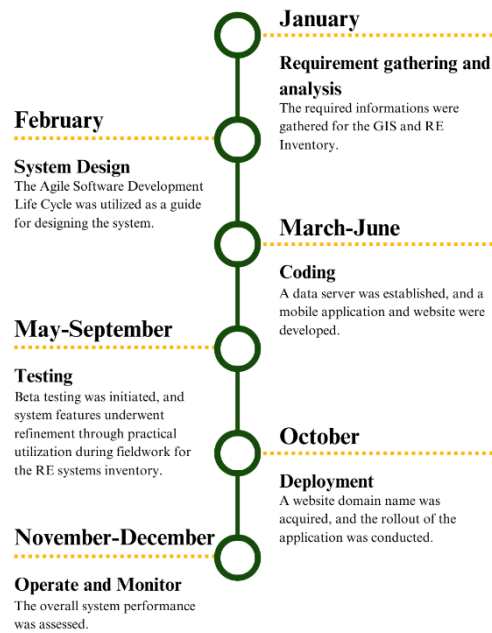 January
Requirement gathering and
analysis
The required informations were
gathered for the GIS and RE
Inventory.
February
System Design
The Agile Software Development
Life Cycle was utilized as a guide
for designing the system.
March-June
Coding
A data server was established, and a
mobile application and website were
developed.
May-September
Testing
Beta testing was initiated, and
system features underwent
refinement through practical
utilization during fieldwork for
the RE systems inventory.
October
Deployment
A website domain name was
acquired, and the rollout of the
application was conducted.
November-December
Operate and Monitor
The overall system performance
was assessed.